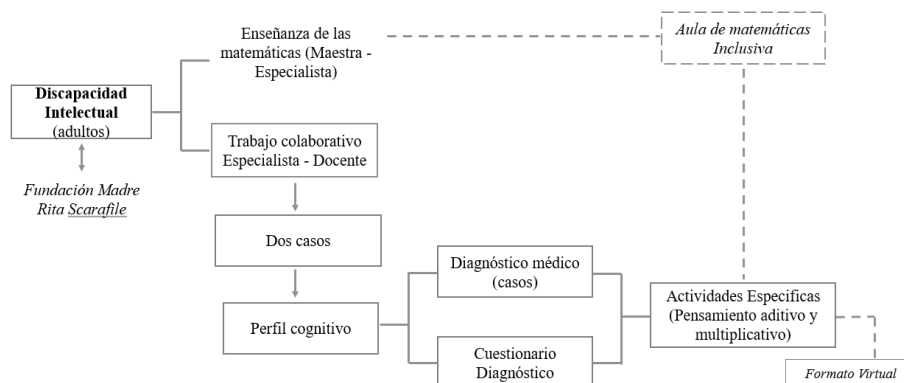 Enseñanza de las
matemáticas (Maestra -
Especialista)
Aula de matemáticas
Inclusiva
Discapacidad
Intelectual
(adultos)
Trabajo colaborativo
Especialista - Docente
Fundación Madre
Rita Scarafile
Dos casos
Diagnóstico médico
(casos)
Perfil cognitivo
Actividades Especificas
(Pensamiento aditivo y
multiplicativo)
Cuestionario
Diagnóstico
Formato Virtual